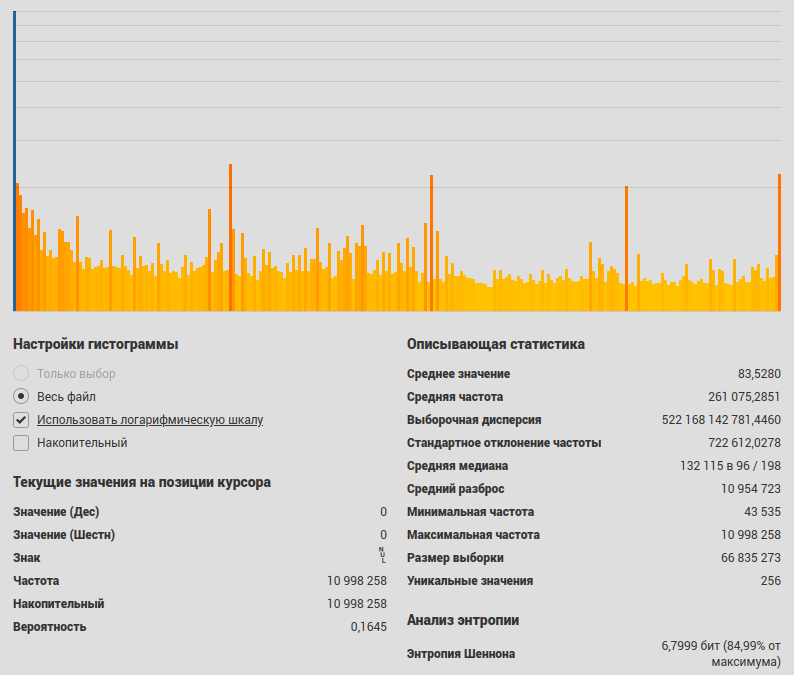 Настройки гистограммы
Только выбор
Весь файл
Использовать логарифмическую шкалу
Накопительный
Текущие значения на позиции курсора
Значение (Дес) 0
Значение (Шестн) 0
Знак NUL
Частота 10 998 258
Накопительный 10 998 258
Вероятность 0,1645
Описывающая статистика
Среднее значение 83,5280
Средняя частота 261 075,2851
Выборочная дисперсия 522 168 142 781,4460
Стандартное отклонение частоты 722 612,0278
Средняя медиана 132 115 в 96 / 198
Средний разброс 10 954 723
Минимальная частота 43 535
Максимальная частота 10 998 258
Размер выборки 66 835 273
Уникальные значения 256
Анализ энтропии
Энтропия Шеннона 6,7999 бит (84,99% от
максимума)